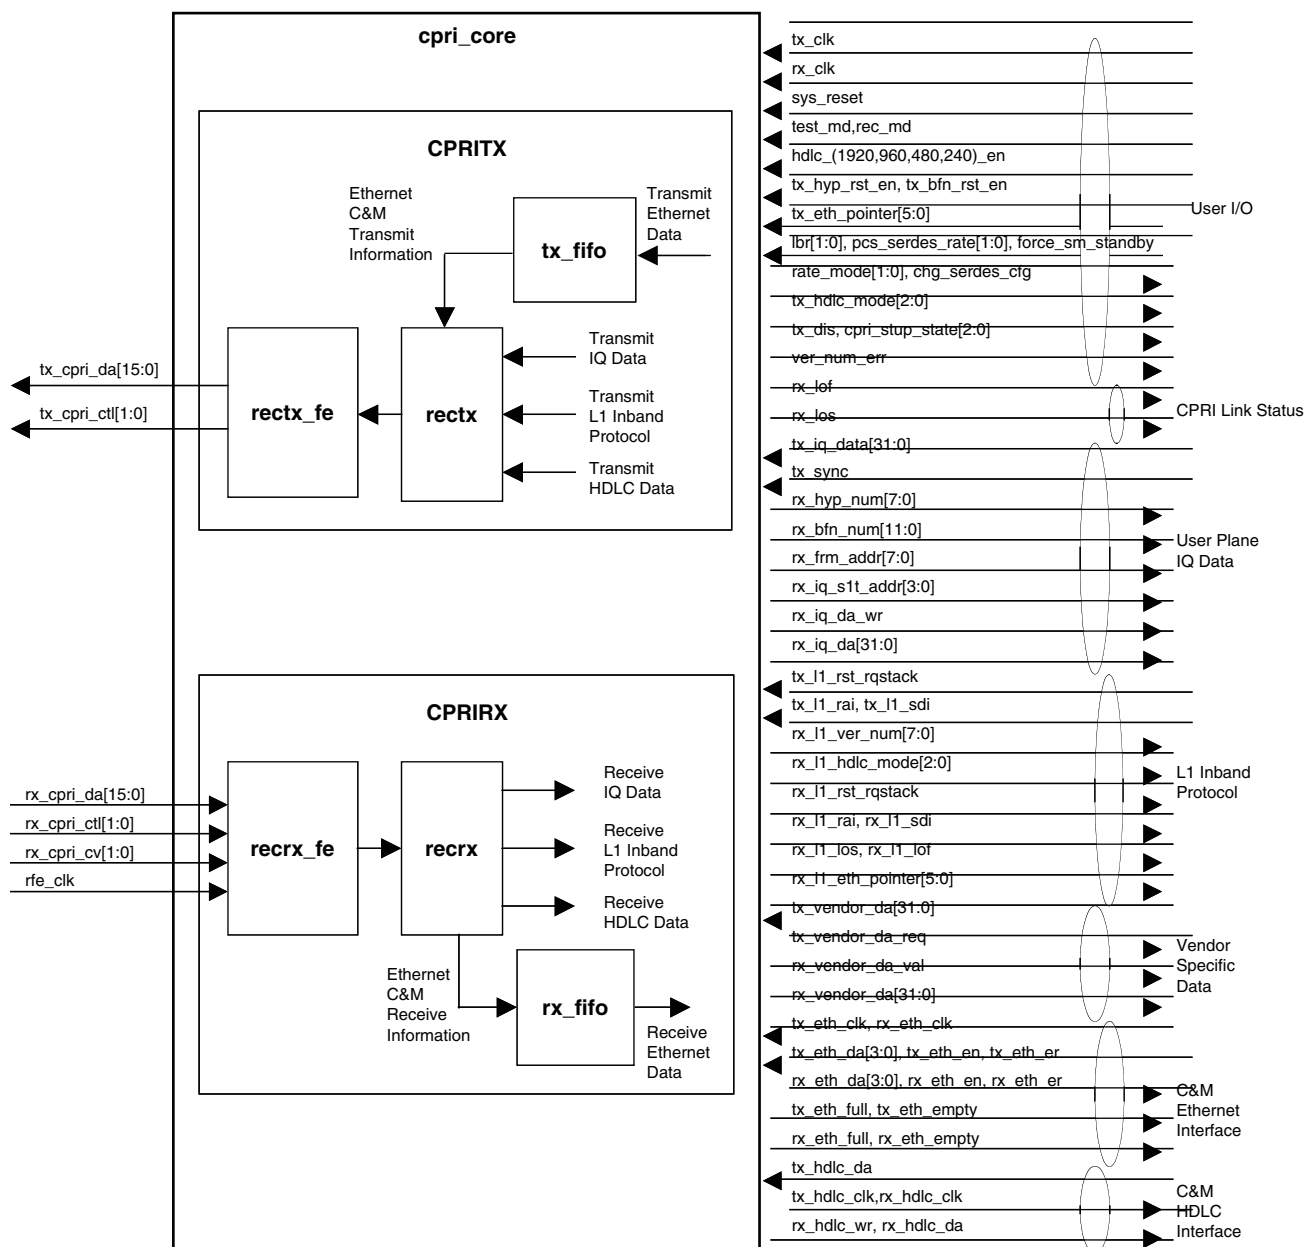 cpri_core
CPRITX
Ethernet
C&M
Transmit
Information
tx_fifo
Transmit
Ethernet
Data
rectx_fe
rectx
Transmit
IQ Data
Transmit
L1 Inband
Protocol
Transmit
HDLC Data
tx_cpri_da[15:0]
tx_cpri_ctl[1:0]
CPRIRX
rx_cpri_da[15:0]
rx_cpri_ctl[1:0]
rx_cpri_cv[1:0]
rfe_clk
recrx_fe
recrx
Receive
IQ Data
Receive
L1 Inband
Protocol
Receive
HDLC Data
Ethernet
C&M
Receive
Information
rx_fifo
Receive
Ethernet
Data
tx_clk
rx_clk
sys_reset
test_md,rec_md
hdlc_(1920,960,480,240)_en
tx_hyp_rst_en, tx_bfn_rst_en
tx_eth_pointer[5:0]
lbr[1:0], pcs_serdes_rate[1:0], force_sm_standby
rate_mode[1:0], chg_serdes_cfg
tx_hdlc_mode[2:0]
tx_dis, cpri_stup_state[2:0]
ver_num_err
User I/O
rx_lof
rx_los
CPRI Link Status
tx_iq_data[31:0]
tx_sync
rx_hyp_num[7:0]
rx_bfn_num[11:0]
rx_frm_addr[7:0]
rx_iq_s1t_addr[3:0]
rx_iq_da_wr
rx_iq_da[31:0]
User Plane
IQ Data
tx_l1_rst_rqstack
tx_l1_rai, tx_l1_sdi
rx_l1_ver_num[7:0]
rx_l1_hdlc_mode[2:0]
rx_l1_rst_rqstack
rx_l1_rai, rx_l1_sdi
rx_l1_los, rx_l1_lof
rx_l1_eth_pointer[5:0]
L1 Inband
Protocol
tx_vendor_da[31:0]
tx_vendor_da_req
rx_vendor_da_val
rx_vendor_da[31:0]
Vendor
Specific
Data
tx_eth_clk, rx_eth_clk
tx_eth_da[3:0], tx_eth_en, tx_eth_er
rx_eth_da[3:0], rx_eth_en, rx_eth_er
tx_eth_full, tx_eth_empty
rx_eth_full, rx_eth_empty
C&M
Ethernet
Interface
tx_hdlc_da
tx_hdlc_clk,rx_hdlc_clk
rx_hdlc_wr, rx_hdlc_da
C&M
HDLC
Interface